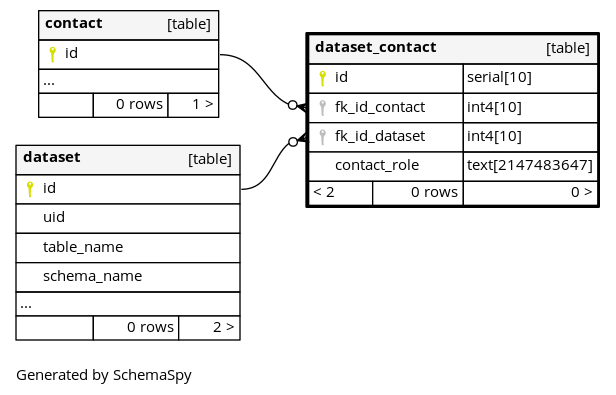 contact [table]
id
...
0 rows 1 >
dataset_contact [table]
id serial[10]
fk_id_contact int4[10]
fk_id_dataset int4[10]
contact_role text[2147483647]
< 2 0 rows 0 >
dataset [table]
id
uid
table_name
schema_name
...
0 rows 2 >
Generated by SchemaSpy